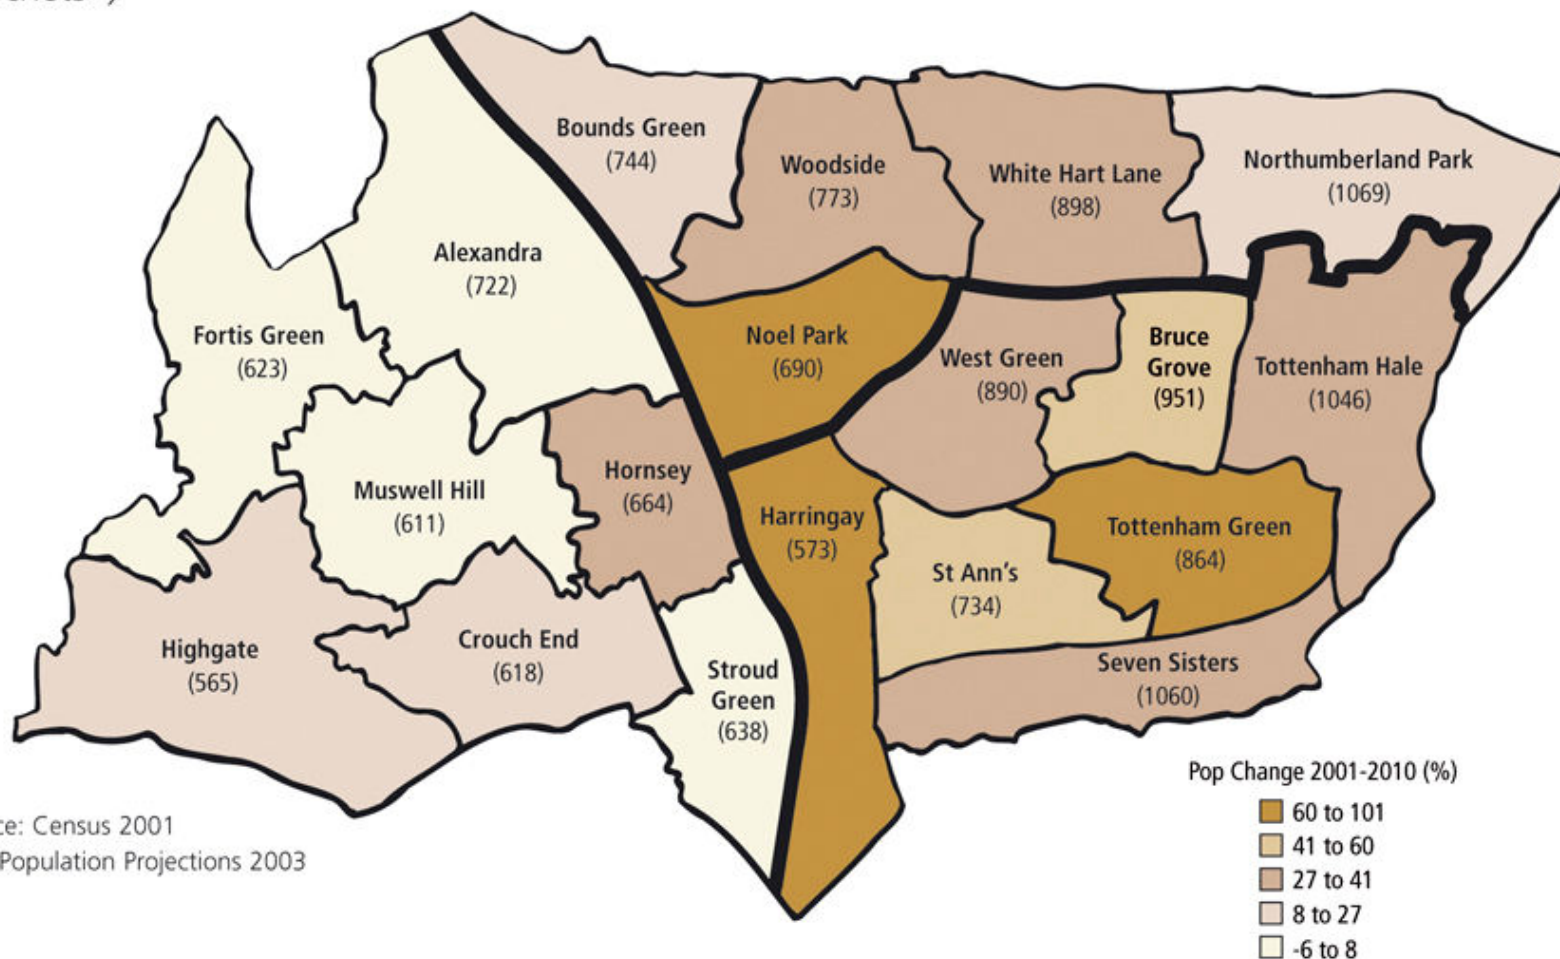 Bounds Green
(744)
Woodside
(773)
White Hart Lane
(898)
Northumberland Park
(1069)
Alexandra
(722)
Fortis Green
(623)
Noel Park
(690)
West Green
(890)
Bruce
Grove
(951)
Tottenham Hale
(1046)
Muswell Hill
(611)
Hornsey
(664)
Harringay
(573)
Tottenham Green
(864)
St Ann's
(734)
Highgate
(565)
Crouch End
(618)
Stroud
Green
(638)
Seven Sisters
(1060)
Pop Change 2001-2010 (%)
60 to 101
41 to 60
27 to 41
8 to 27
-6 to 8
ce: Census 2001
Population Projections 2003